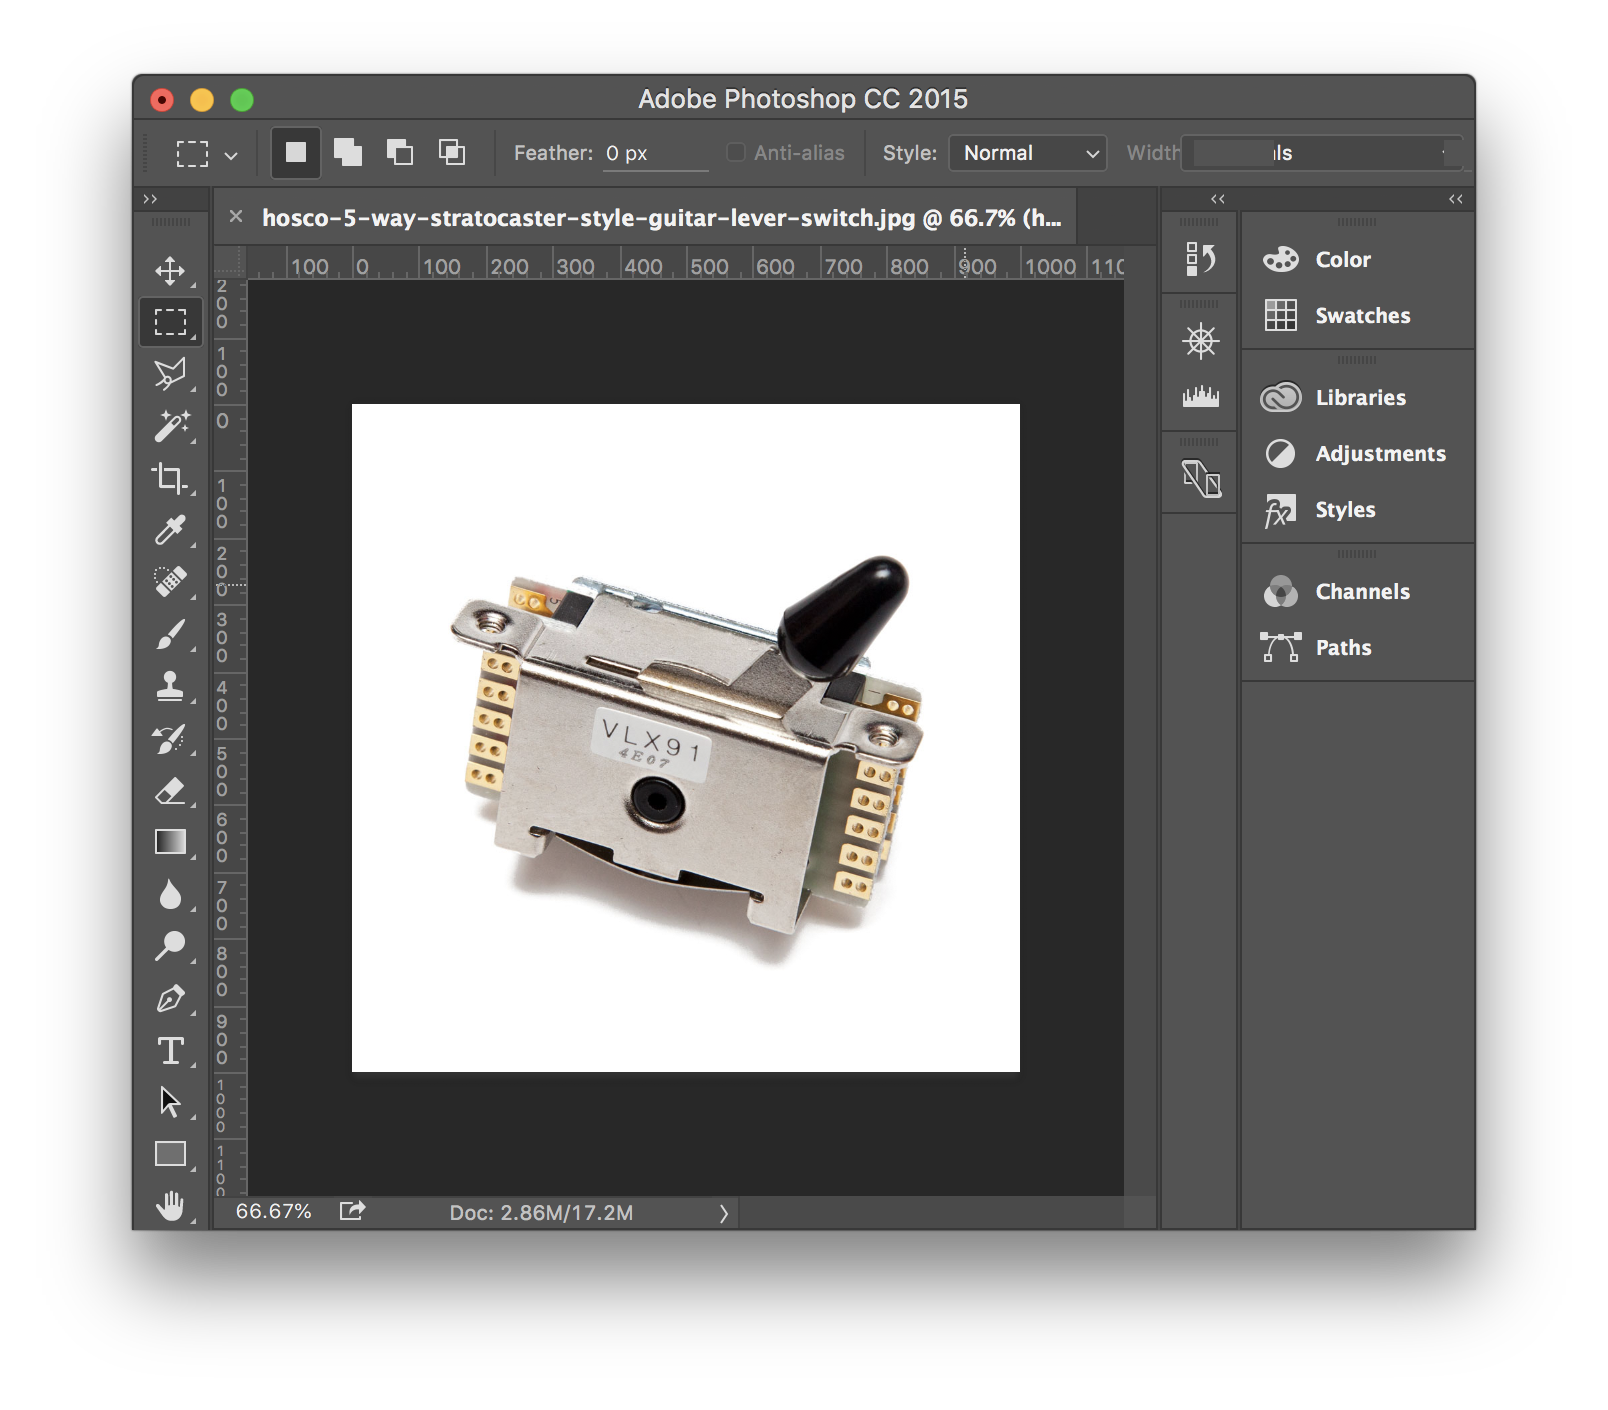 Adobe Photoshop CC 2015
Feather: 0 px Anti-alias Style: Normal Width ls
hosco-5-way-stratocaster-style-guitar-lever-switch.jpg @ 66.7% (h...
100 0 100 200 300 400 500 600 700 800 900 1000 110
200
100
0
100
200
300
400
500
600
700
800
900
1000
1100
VLX91
4E07
Color
Swatches
Libraries
Adjustments
Styles
Channels
Paths
66.67% Doc: 2.86M/17.2M